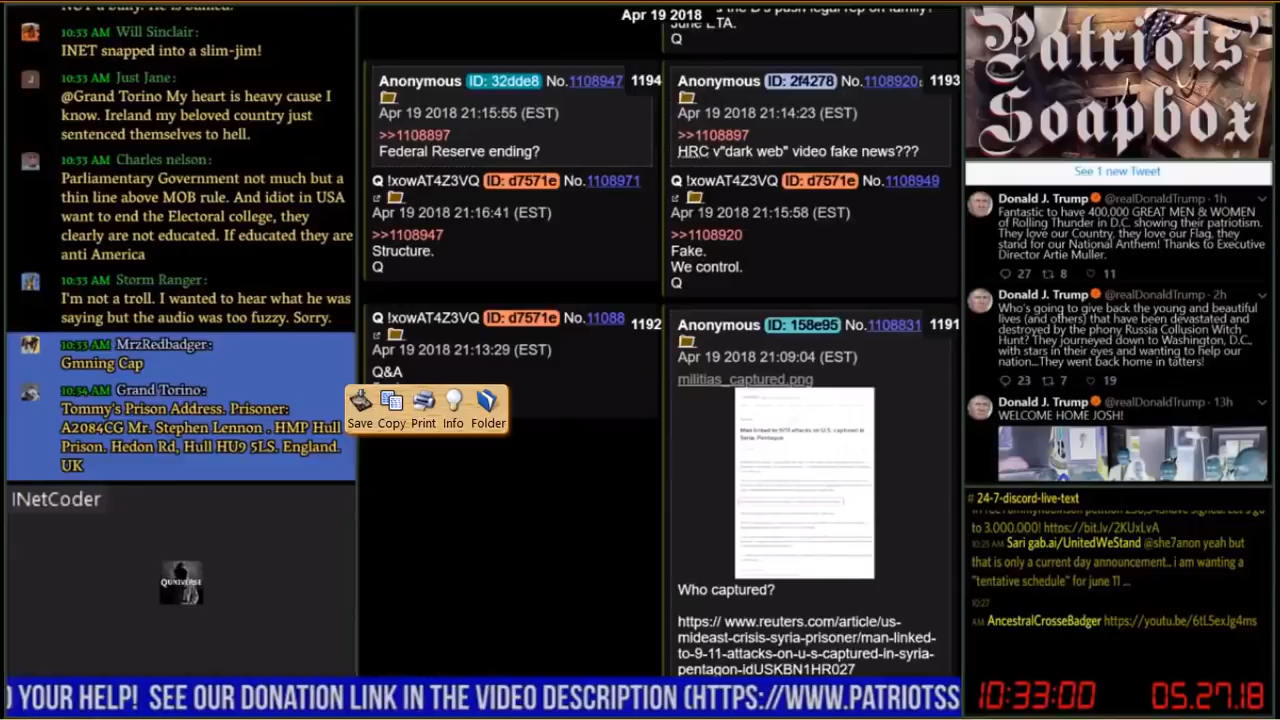 NOT a bully. He is bullied.
10:33 AM Will Sinclair:
INET snapped into a slim-jim!
10:33 AM Just Jane:
@Grand Torino My heart is heavy cause I
know. Ireland my beloved country just
sentenced themselves to hell.
10:33 AM Charles nelson:
Parliamentary Government not much but a
thin line above MOB rule. And idiot in USA
want to end the Electoral college, they
clearly are not educated. If educated they are
anti America
10:33 AM Storm Ranger:
I'm not a troll. I wanted to hear what he was
saying but the audio was too fuzzy. Sorry.
10:33 AM MrzRedbadger:
Gmning Cap
10:34 AM Grand Torino:
Tommy's Prison Address. Prisoner:
A2084CG Mr. Stephen Lennon , HMP Hull
Prison. Hedon Rd, Hull HU9 5LS. England.
UK
INetCoder
QUNIVERSE
Apr 19 2018
Anonymous ID: 32dde8 No.1108947 1194
Apr 19 2018 21:15:55 (EST)
>>1108897
Federal Reserve ending?
Q !xowAT4Z3VQ ID: d7571e No.1108971
Apr 19 2018 21:16:41 (EST)
>>1108947
Structure.
Q
Q !xowAT4Z3VQ ID: d7571e No.11088 1192
Apr 19 2018 21:13:29 (EST)
Q&A
Save Copy Print Info Folder
the D's push legal rep on family?
June ETA.
Q
Anonymous ID: 2f4278 No.1108920 1193
Apr 19 2018 21:14:23 (EST)
>>1108897
HRC v"dark web" video fake news???
Q !xowAT4Z3VQ ID: d7571e No.1108949
Apr 19 2018 21:15:58 (EST)
>>1108920
Fake.
We control.
Q
Anonymous ID: 158e95 No.1108831 1191
Apr 19 2018 21:09:04 (EST)
militias_captured.png
Who captured?
https:// www.reuters.com/article/us-
mideast-crisis-syria-prisoner/man-linked-
to-9-11-attacks-on-u-s-captured-in-syria-
pentagon-idUSKBN1HR027
Patriots'
Soapbox
See 1 new Tweet
Donald J. Trump @realDonaldTrump - 1h
Fantastic to have 400,000 GREAT MEN & WOMEN
of Rolling Thunder in D.C. showing their patriotism.
They love our Country, they love our Flag, they
stand for our National Anthem! Thanks to Executive
Director Artie Muller.
27 8 11
Donald J. Trump @realDonaldTrump - 2h
Who's going to give back the young and beautiful
lives (and others) that have been devastated and
destroyed by the phony Russia Collusion Witch
Hunt? They journeyed down to Washington, D.C.,
with stars in their eyes and wanting to help our
nation...They went back home in tatters!
23 7 19
Donald J. Trump @realDonaldTrump - 13h
WELCOME HOME JOSH!
# 24-7-discord-live-text
to 3,000,000! https://bit.ly/2KUxLvA
10:25 AM Sari gab.ai/UnitedWeStand @she7anon yeah but
that is only a current day announcement.. i am wanting a
"tentative schedule" for june 11 ...
10:27
AM AncestralCrosseBadger https://youtu.be/6tL5exJg4ms
D YOUR HELP! SEE OUR DONATION LINK IN THE VIDEO DESCRIPTION (HTTPS://WWW.PATRIOTSS
10:33:00 05.27.18